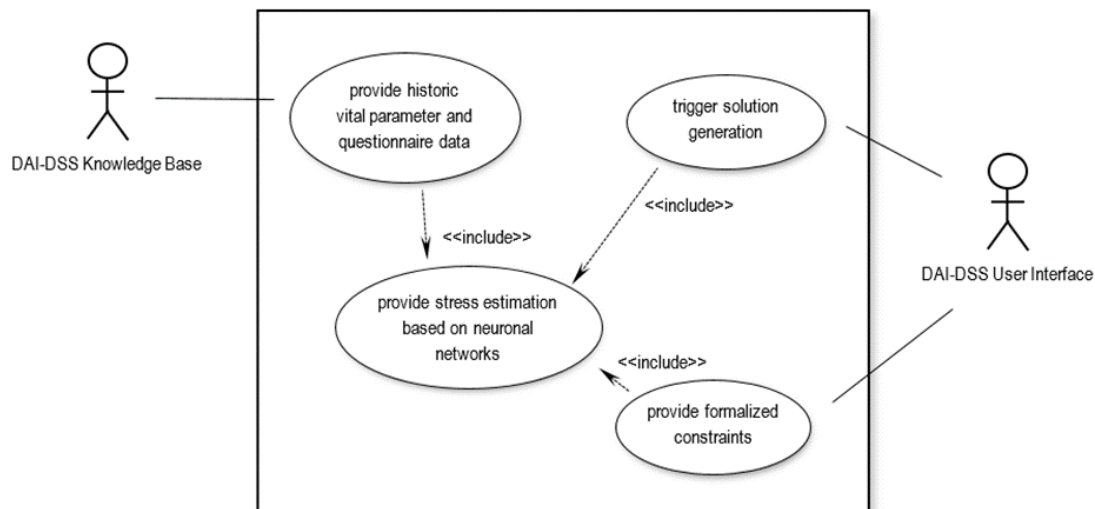 provide historic
vital parameter and
questionnaire data
trigger solution
generation
DAI-DSS Knowledge Base
<<include>>
<<include>>
DAI-DSS User Interface
provide stress estimation
based on neuronal
networks
<<include>>
provide formalized
constraints